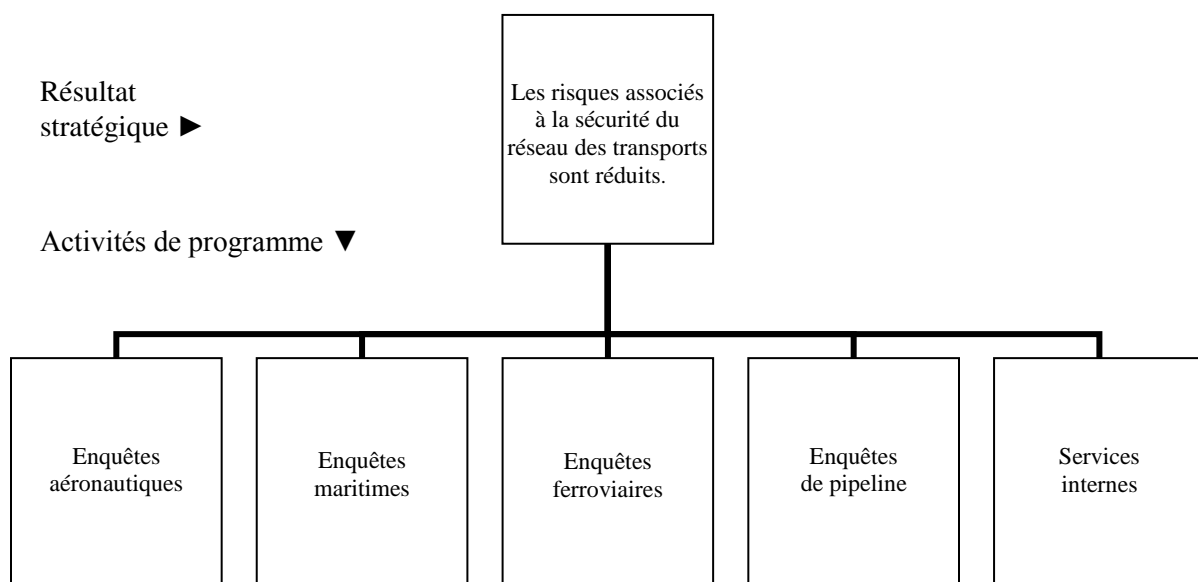 Résultat
stratégique ►
Les risques associés
à la sécurité du
réseau des transports
sont réduits.
Activités de programme ▼
Enquêtes
aéronautiques
Enquêtes
maritimes
Enquêtes
ferroviaires
Enquêtes
de pipeline
Services
internes